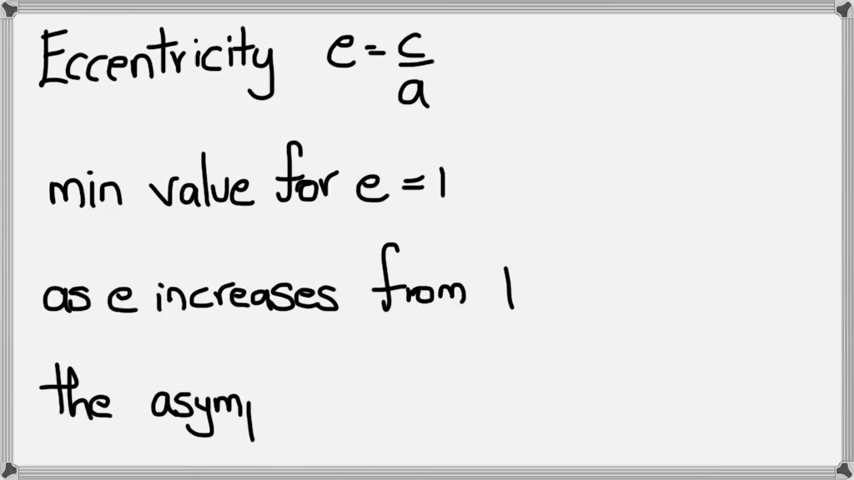 Eccentricity e = c/a
min value for e = 1
as e increases from 1
the asym